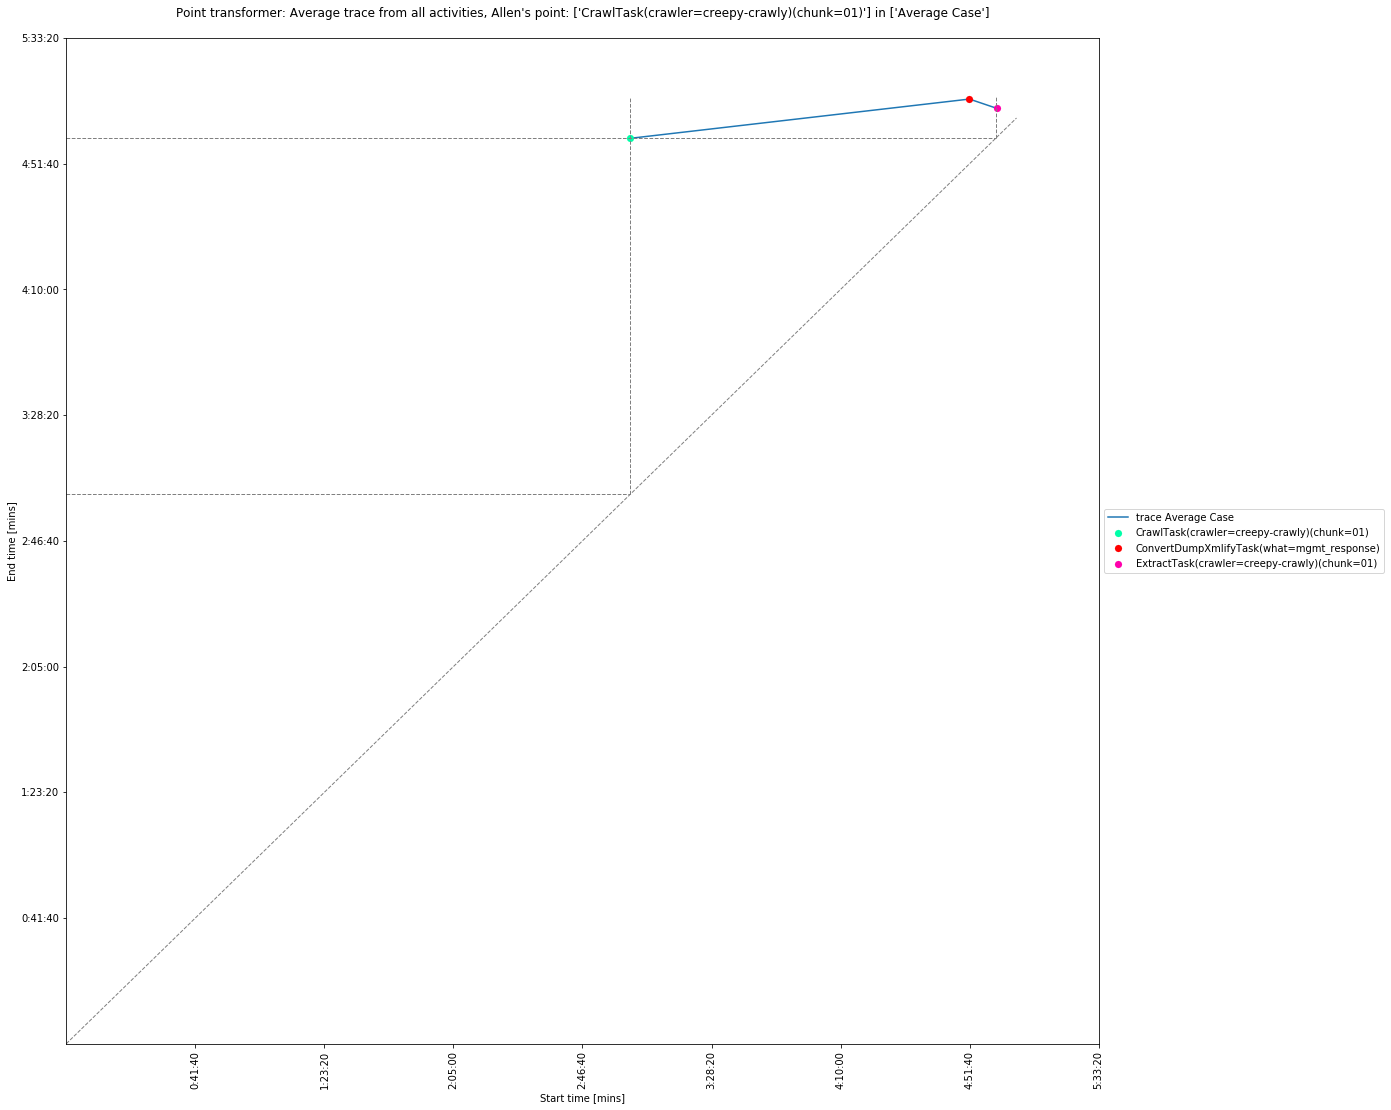 Point transformer: Average trace from all activities, Allen's point: ['CrawlTask(crawler=creepy-crawly)(chunk=01)'] in ['Average Case']
5:33:20
4:51:40
4:10:00
3:28:20
2:46:40
2:05:00
1:23:20
0:41:40
End time [mins]
trace Average Case
CrawlTask(crawler=creepy-crawly)(chunk=01)
ConvertDumpXmlifyTask(what=mgmt_response)
ExtractTask(crawler=creepy-crawly)(chunk=01)
0:41:40
1:23:20
2:05:00
2:46:40
3:28:20
4:10:00
4:51:40
5:33:20
Start time [mins]